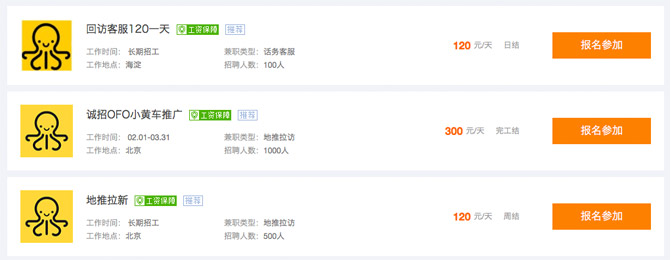 回访客服120一天 工资保障 推荐
工作时间： 长期招工 兼职类型：话务客服 120 元/天 日结 报名参加
工作地点：海淀 招聘人数：100人
诚招OFO小黄车推广 工资保障 推荐
工作时间： 02.01-03.31 兼职类型：地推拉访 300 元/天 完工结 报名参加
工作地点：北京 招聘人数：1000人
地推拉新 工资保障 推荐
工作时间： 长期招工 兼职类型：地推拉访 120 元/天 周结 报名参加
工作地点：北京 招聘人数：500人